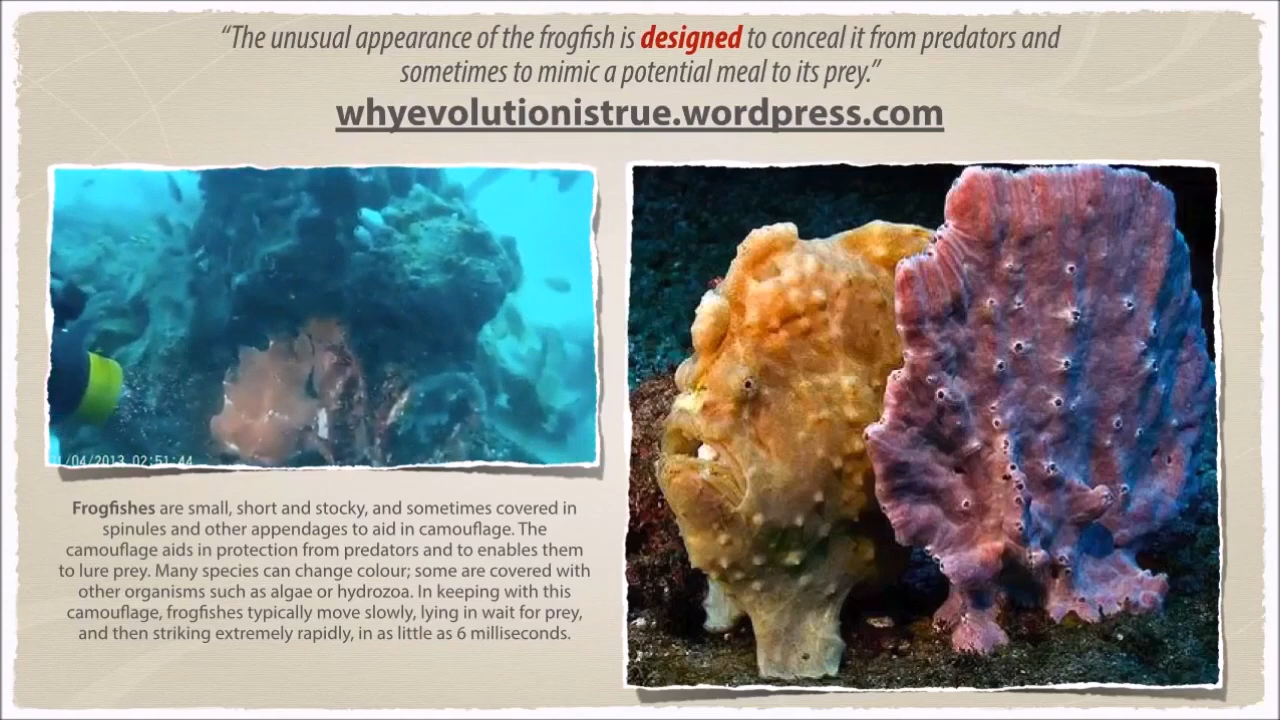 “The unusual appearance of the frogfish is designed to conceal it from predators and
sometimes to mimic a potential meal to its prey.”
whyevolutionistrue.wordpress.com
/04/2013 02:51:44
Frogfishes are small, short and stocky, and sometimes covered in
spinules and other appendages to aid in camouflage. The
camouflage aids in protection from predators and to enables them
to lure prey. Many species can change colour; some are covered with
other organisms such as algae or hydrozoa. In keeping with this
camouflage, frogfishes typically move slowly, lying in wait for prey,
and then striking extremely rapidly, in as little as 6 milliseconds.